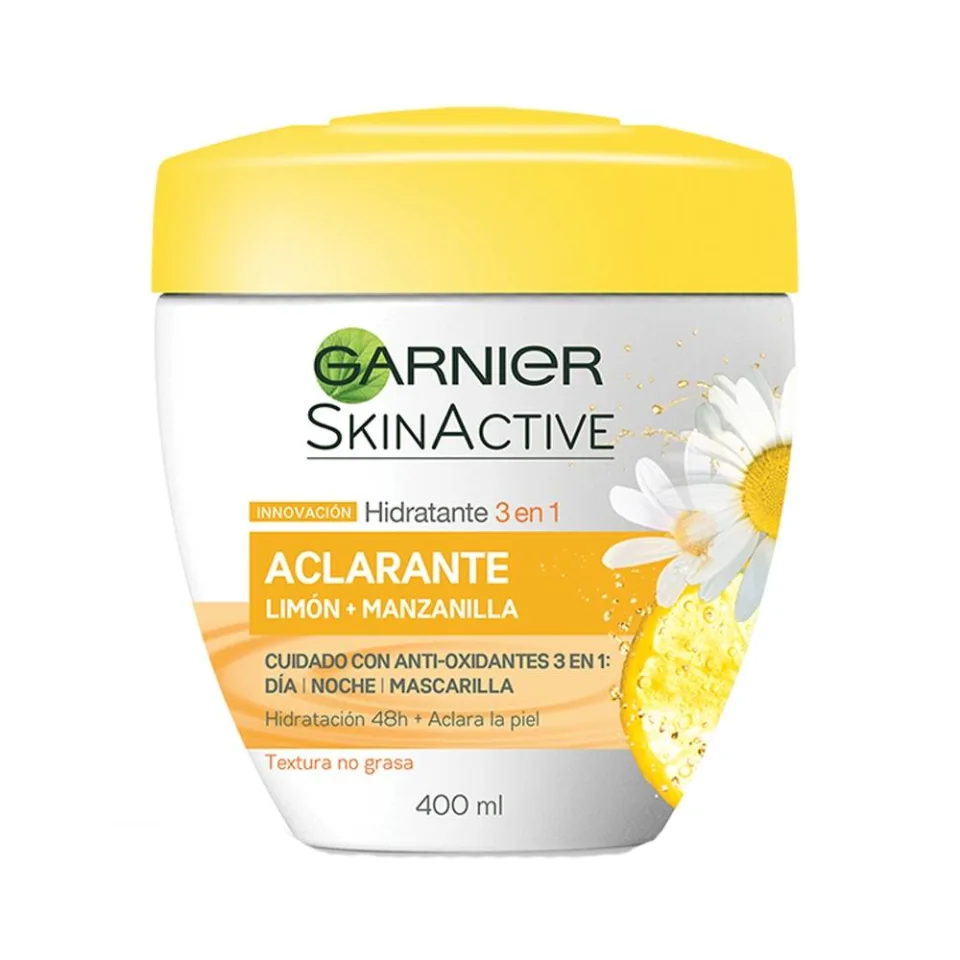 GARNIER
SKINACTIVE
INNOVACIÓN Hidratante 3 en 1
ACLARANTE
LIMÓN + MANZANILLA
CUIDADO CON ANTI-OXIDANTES 3 EN 1:
DÍA | NOCHE | MASCARILLA
Hidratación 48h + Aclara la piel
Textura no grasa
400 ml